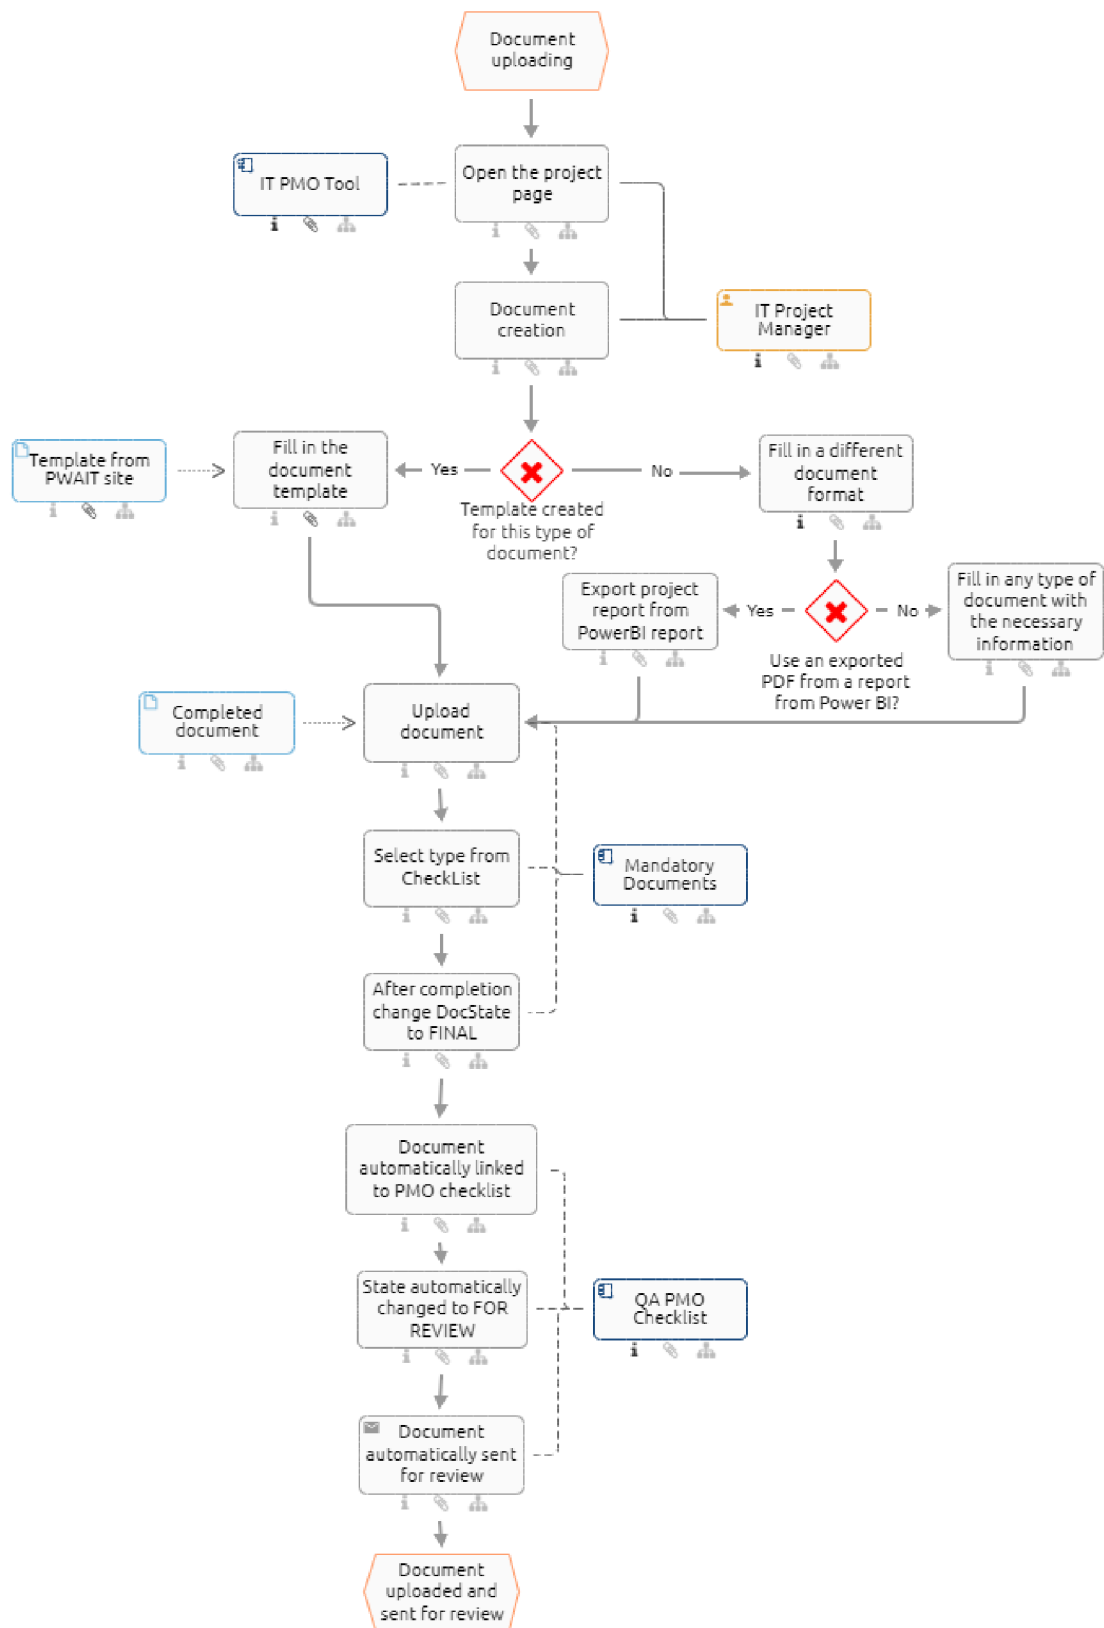 Document
uploading
IT PMO Tool
Open the project
page
Document
creation
IT Project
Manager
Template from
PWAIT site
Fill in the
document
template
Yes
No
Template created
for this type of
document?
Fill in a different
document
format
Export project
report from
PowerBI report
Yes
No
Use an exported
PDF from a report
from Power BI?
Fill in any type of
document with
the necessary
information
Completed
document
Upload
document
Select type from
CheckList
Mandatory
Documents
After completion
change DocState
to FINAL
Document
automatically linked
to PMO checklist
State automatically
changed to FOR
REVIEW
QA PMO
Checklist
Document
automatically sent
for review
Document
uploaded and
sent for review